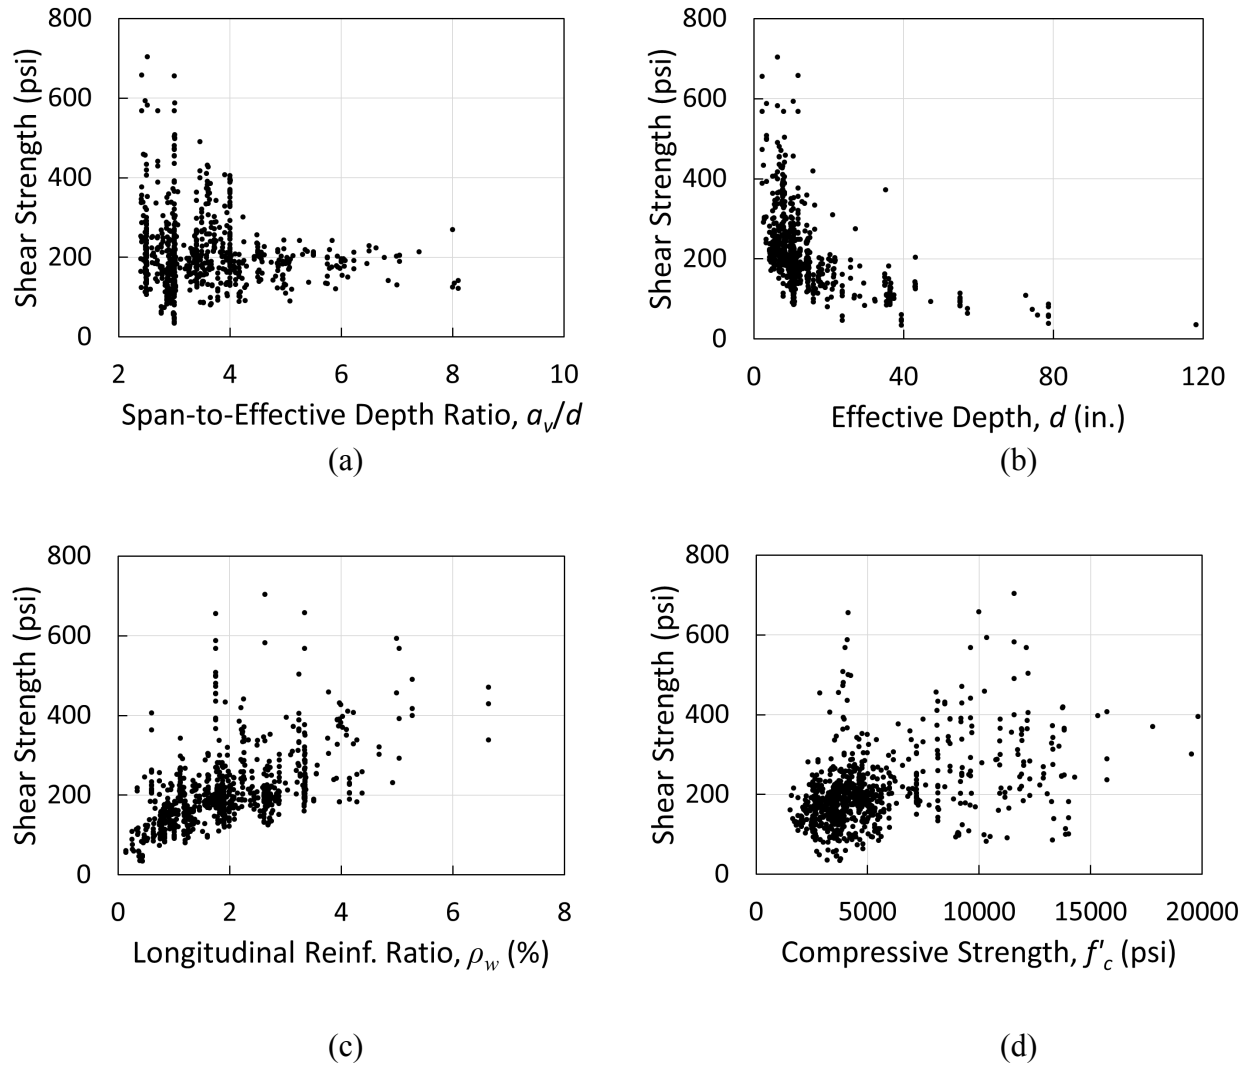 800
600
400
200
0
Shear Strength (psi)
2 4 6 8 10
Span-to-Effective Depth Ratio, aᵥ/d
(a)
800
600
400
200
0
Shear Strength (psi)
0 40 80 120
Effective Depth, d (in.)
(b)
800
600
400
200
0
Shear Strength (psi)
0 2 4 6 8
Longitudinal Reinf. Ratio, ρw (%)
(c)
800
600
400
200
0
Shear Strength (psi)
0 5000 10000 15000 20000
Compressive Strength, f′c (psi)
(d)